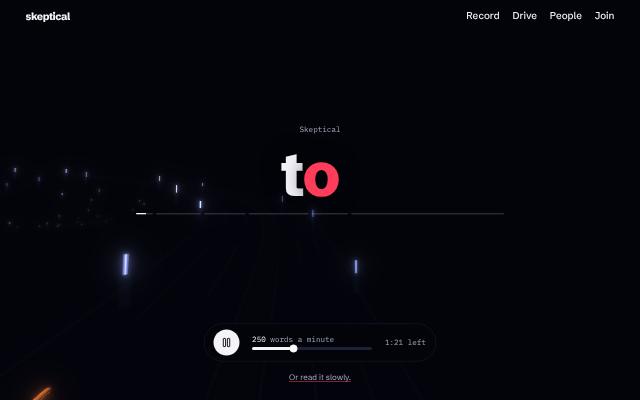 skeptical
Record Drive People Join
Skeptical
to
250 words a minute
1:21 left
Or read it slowly.